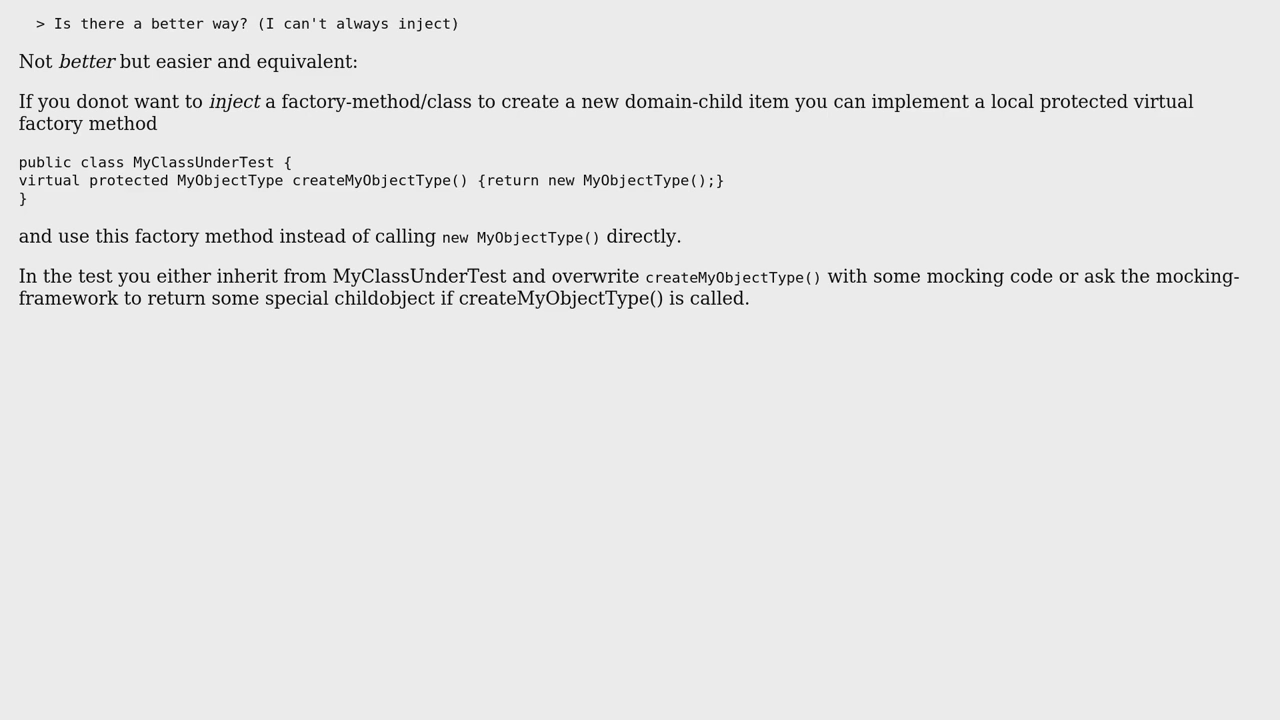 > Is there a better way? (I can't always inject)
Not better but easier and equivalent:
If you donot want to inject a factory-method/class to create a new domain-child item you can implement a local protected virtual
factory method
public class MyClassUnderTest {
virtual protected MyObjectType createMyObjectType() {return new MyObjectType();}
}
and use this factory method instead of calling new MyObjectType() directly.
In the test you either inherit from MyClassUnderTest and overwrite createMyObjectType() with some mocking code or ask the mocking-
framework to return some special childobject if createMyObjectType() is called.